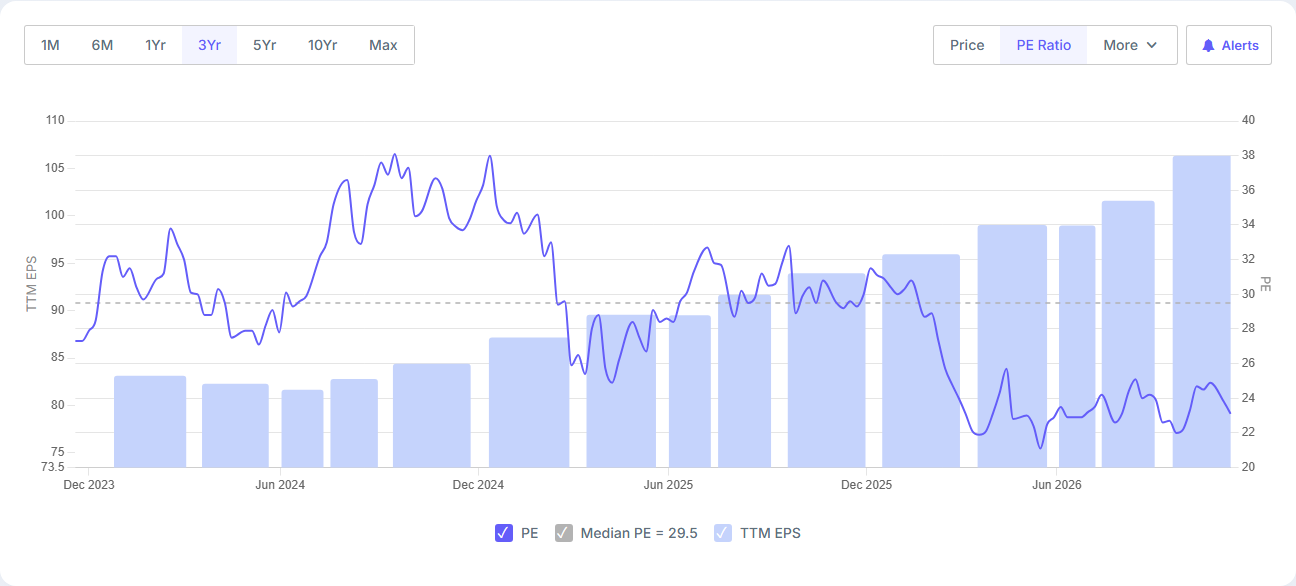 1M 6M 1Yr 3Yr 5Yr 10Yr Max Price PE Ratio More Alerts
110 40
105 38
100 36
95 34
90 32
85 30
80 28
75 26
73.5 24
22
20
TTM EPS
PE
Dec 2023 Jun 2024 Dec 2024 Jun 2025 Dec 2025 Jun 2026
PE Median PE = 29.5 TTM EPS